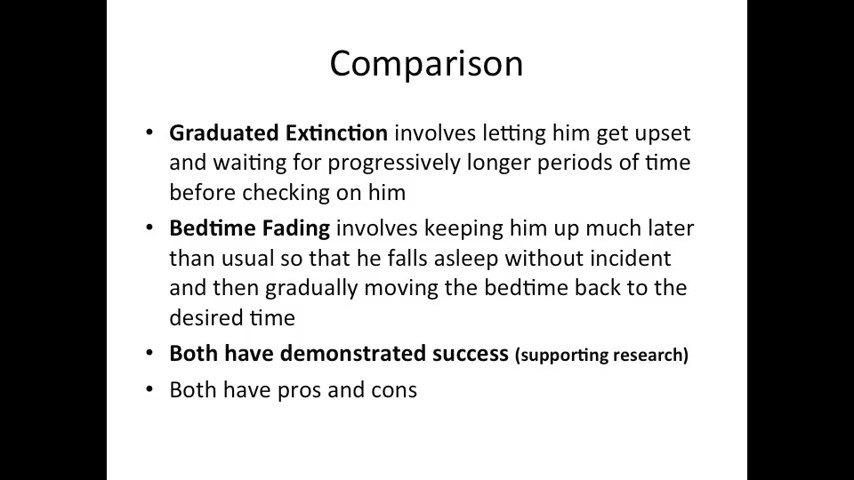 Comparison
• Graduated Extinction involves letting him get upset
and waiting for progressively longer periods of time
before checking on him
• Bedtime Fading involves keeping him up much later
than usual so that he falls asleep without incident
and then gradually moving the bedtime back to the
desired time
• Both have demonstrated success (supporting research)
• Both have pros and cons